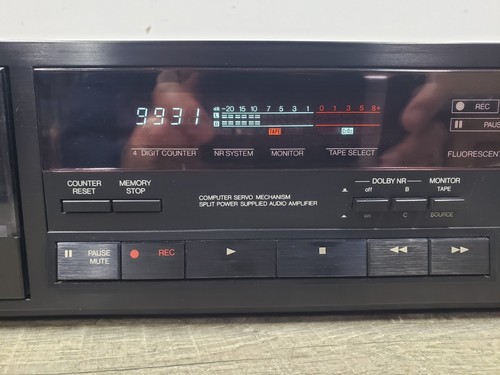 9931
dB -20 15 10 7 5 3 1 0 1 3 5 8+
L
R
TAPE
REC
PAUS
4 DIGIT COUNTER NR SYSTEM MONITOR TAPE SELECT FLUORESCENT
COUNTER RESET
MEMORY STOP
COMPUTER SERVO MECHANISM
SPLIT POWER SUPPLIED AUDIO AMPLIFIER
DOLBY NR
off B
on C
MONITOR
TAPE
SOURCE
PAUSE
MUTE
REC